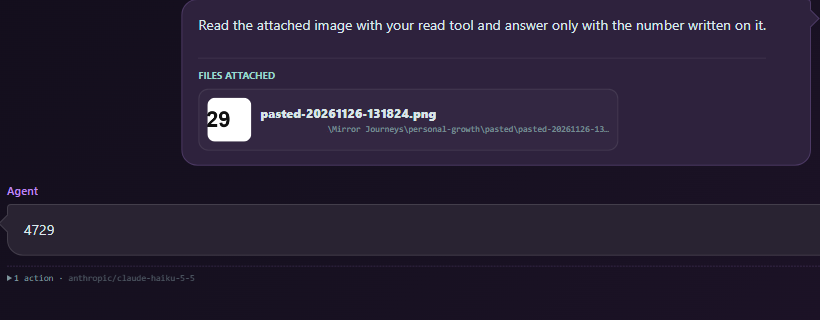 Read the attached image with your read tool and answer only with the number written on it.
FILES ATTACHED
29
pasted-20261126-131824.png
\Mirror Journeys\personal-growth\pasted\pasted-20261126-13…
Agent
4729
1 action · anthropic/claude-haiku-5-5